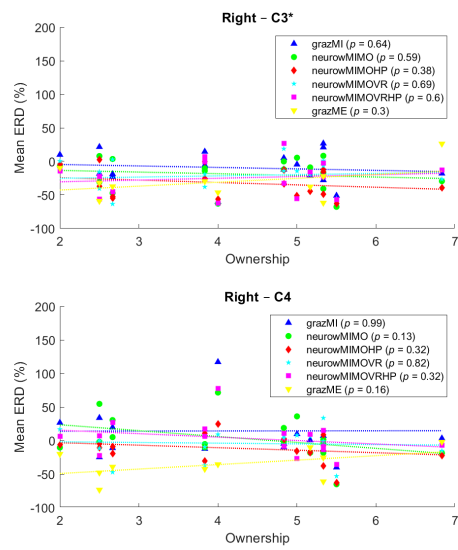 Right – C3*
grazMI (p = 0.64)
neurowMIMO (p = 0.59)
neurowMIMOHP (p = 0.38)
neurowMIMOVR (p = 0.69)
neurowMIMOVRHP (p = 0.6)
grazME (p = 0.3)
Mean ERD (%)
200
150
100
50
0
-50
-100
2 3 4 5 6 7
Ownership
Right – C4
grazMI (p = 0.99)
neurowMIMO (p = 0.13)
neurowMIMOHP (p = 0.32)
neurowMIMOVR (p = 0.82)
neurowMIMOVRHP (p = 0.32)
grazME (p = 0.16)
Mean ERD (%)
200
150
100
50
0
-50
-100
2 3 4 5 6 7
Ownership